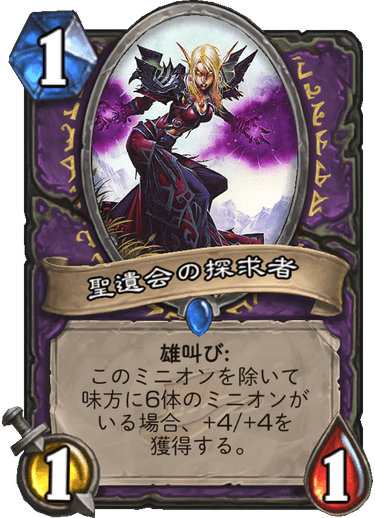 1
聖遺会の探求者
雄叫び:
このミニオンを除いて
味方に6体のミニオンが
いる場合、+4/+4を
獲得する。
1
1